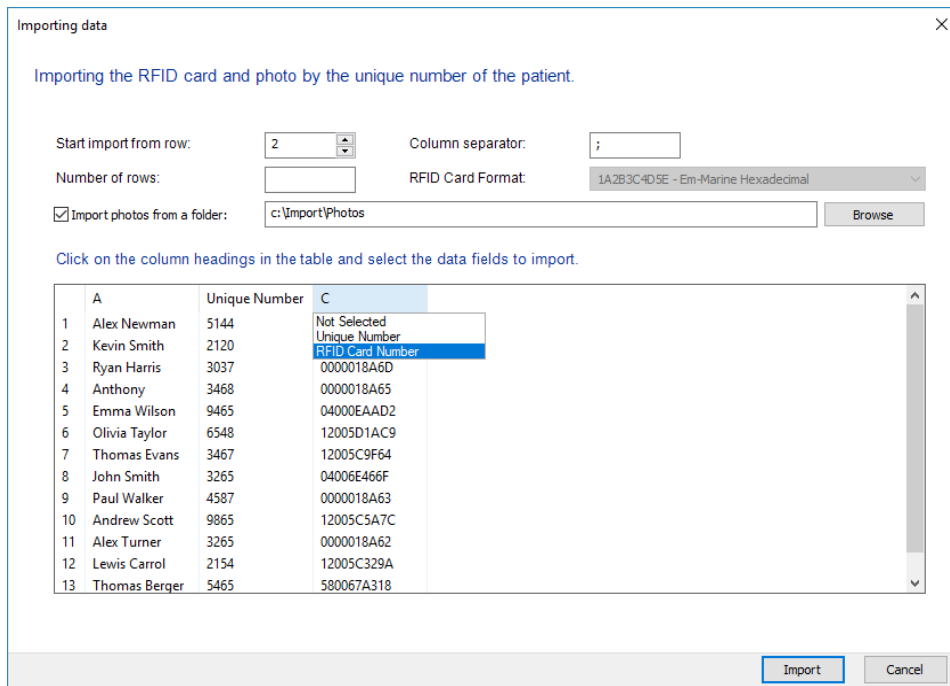 Importing data
Importing the RFID card and photo by the unique number of the patient.
Start import from row: 2 Column separator: ;
Number of rows: RFID Card Format: 1A2B3C4D5E - Em-Marine Hexadecimal
Import photos from a folder: c:\Import\Photos Browse
Click on the column headings in the table and select the data fields to import.
A Unique Number C
1 Alex Newman 5144 Not Selected
Unique Number
2 Kevin Smith 2120 RFID Card Number
3 Ryan Harris 3037 0000018A6D
4 Anthony 3468 0000018A65
5 Emma Wilson 9465 04000EAAD2
6 Olivia Taylor 6548 12005D1AC9
7 Thomas Evans 3467 12005C9F64
8 John Smith 3265 04006E466F
9 Paul Walker 4587 0000018A63
10 Andrew Scott 9865 12005C5A7C
11 Alex Turner 3265 0000018A62
12 Lewis Carrol 2154 12005C329A
13 Thomas Berger 5465 580067A318
Import Cancel